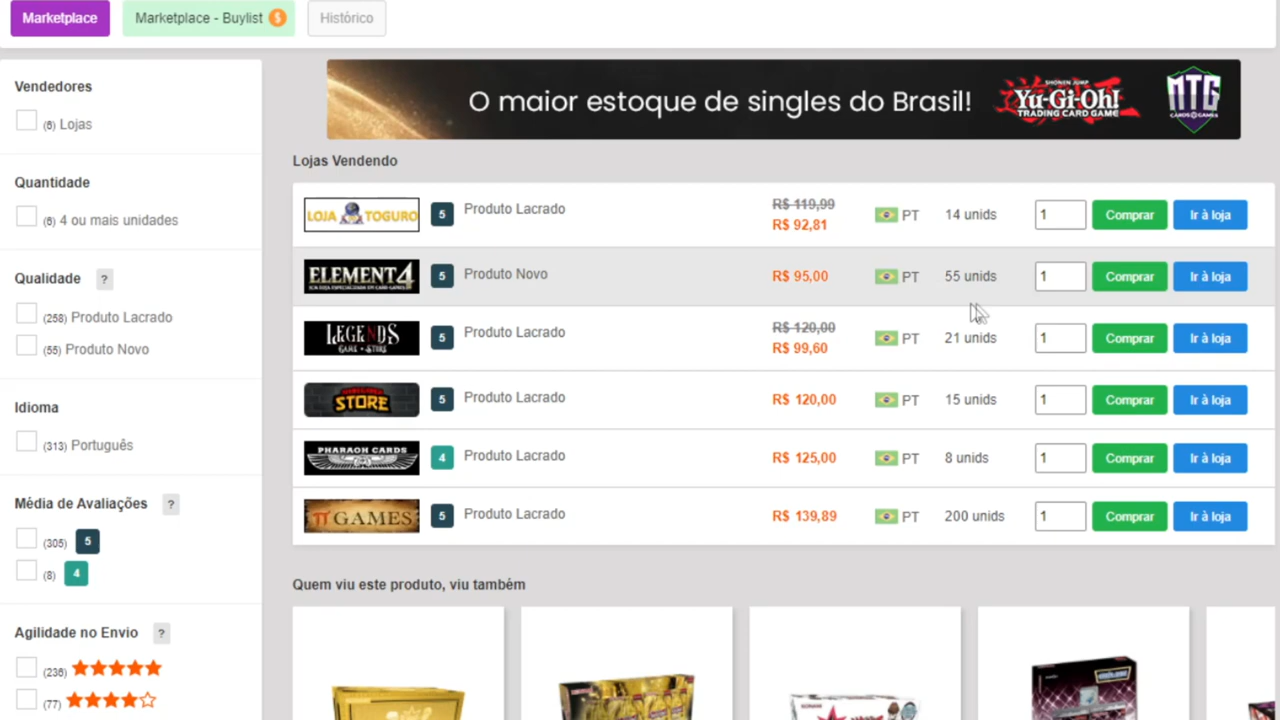 Marketplace
Marketplace - Buylist $
Histórico
Vendedores
(6) Lojas
Quantidade
(6) 4 ou mais unidades
Qualidade ?
(258) Produto Lacrado
(55) Produto Novo
Idioma
(313) Português
Média de Avaliações ?
(305) 5
(8) 4
Agilidade no Envio ?
(236)
(77)
O maior estoque de singles do Brasil!
SHONEN JUMP
Yu-Gi-Oh!
TRADING CARD GAME
MTG
CARDS GAMES
Lojas Vendendo
LOJA TOGURO 5 Produto Lacrado R$ 119,99 R$ 92,81 PT 14 unids 1 Comprar Ir à loja
ELEMENT4 5 Produto Novo R$ 95,00 PT 55 unids 1 Comprar Ir à loja
LEGENDS GAME STORE 5 Produto Lacrado R$ 120,00 R$ 99,60 PT 21 unids 1 Comprar Ir à loja
STORE 5 Produto Lacrado R$ 120,00 PT 15 unids 1 Comprar Ir à loja
PHARAOH CARDS 4 Produto Lacrado R$ 125,00 PT 8 unids 1 Comprar Ir à loja
GAMES 5 Produto Lacrado R$ 139,89 PT 200 unids 1 Comprar Ir à loja
Quem viu este produto, viu também
KONAMI